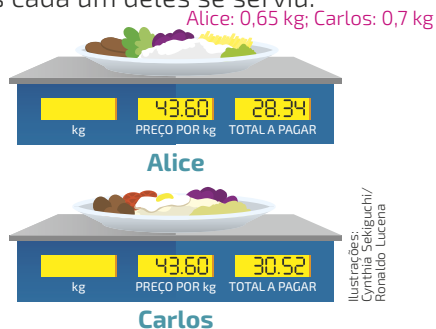 s cada um deles se serviu.
Alice: 0,65 kg; Carlos: 0,7 kg
43.60 28.34
kg PREÇO POR kg TOTAL A PAGAR
Alice
43.60 30.52
kg PREÇO POR kg TOTAL A PAGAR
Carlos
Ilustrações:
Cynthia Sekiguchi/
Ronaldo Lucena